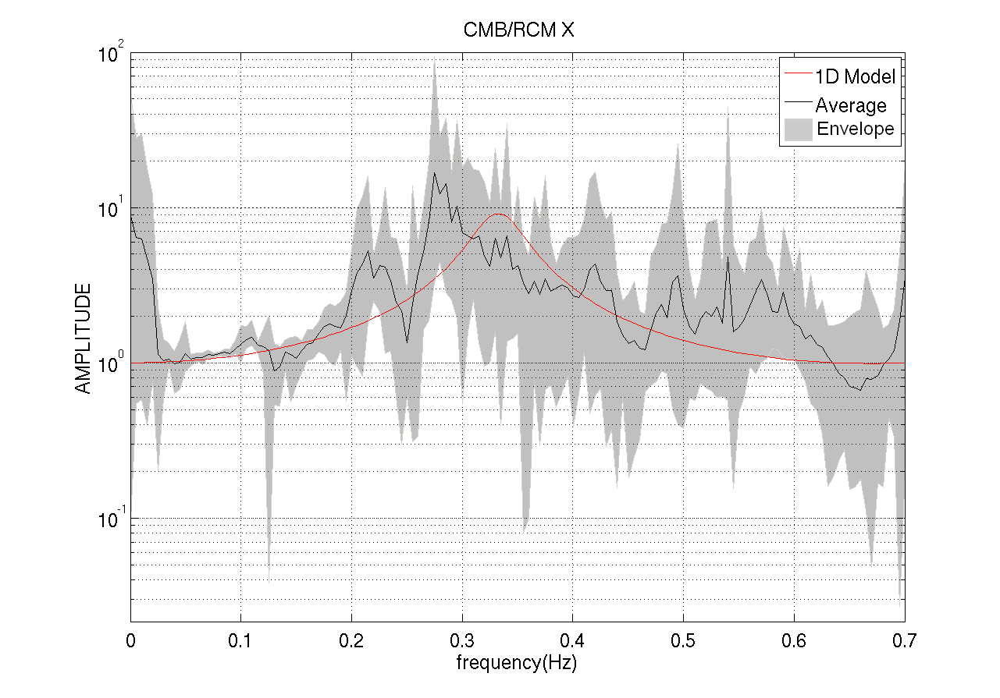 CMB/RCM X
1D Model
Average
Envelope
AMPLITUDE
10^2
10^1
10^0
10^-1
0 0.1 0.2 0.3 0.4 0.5 0.6 0.7
frequency(Hz)